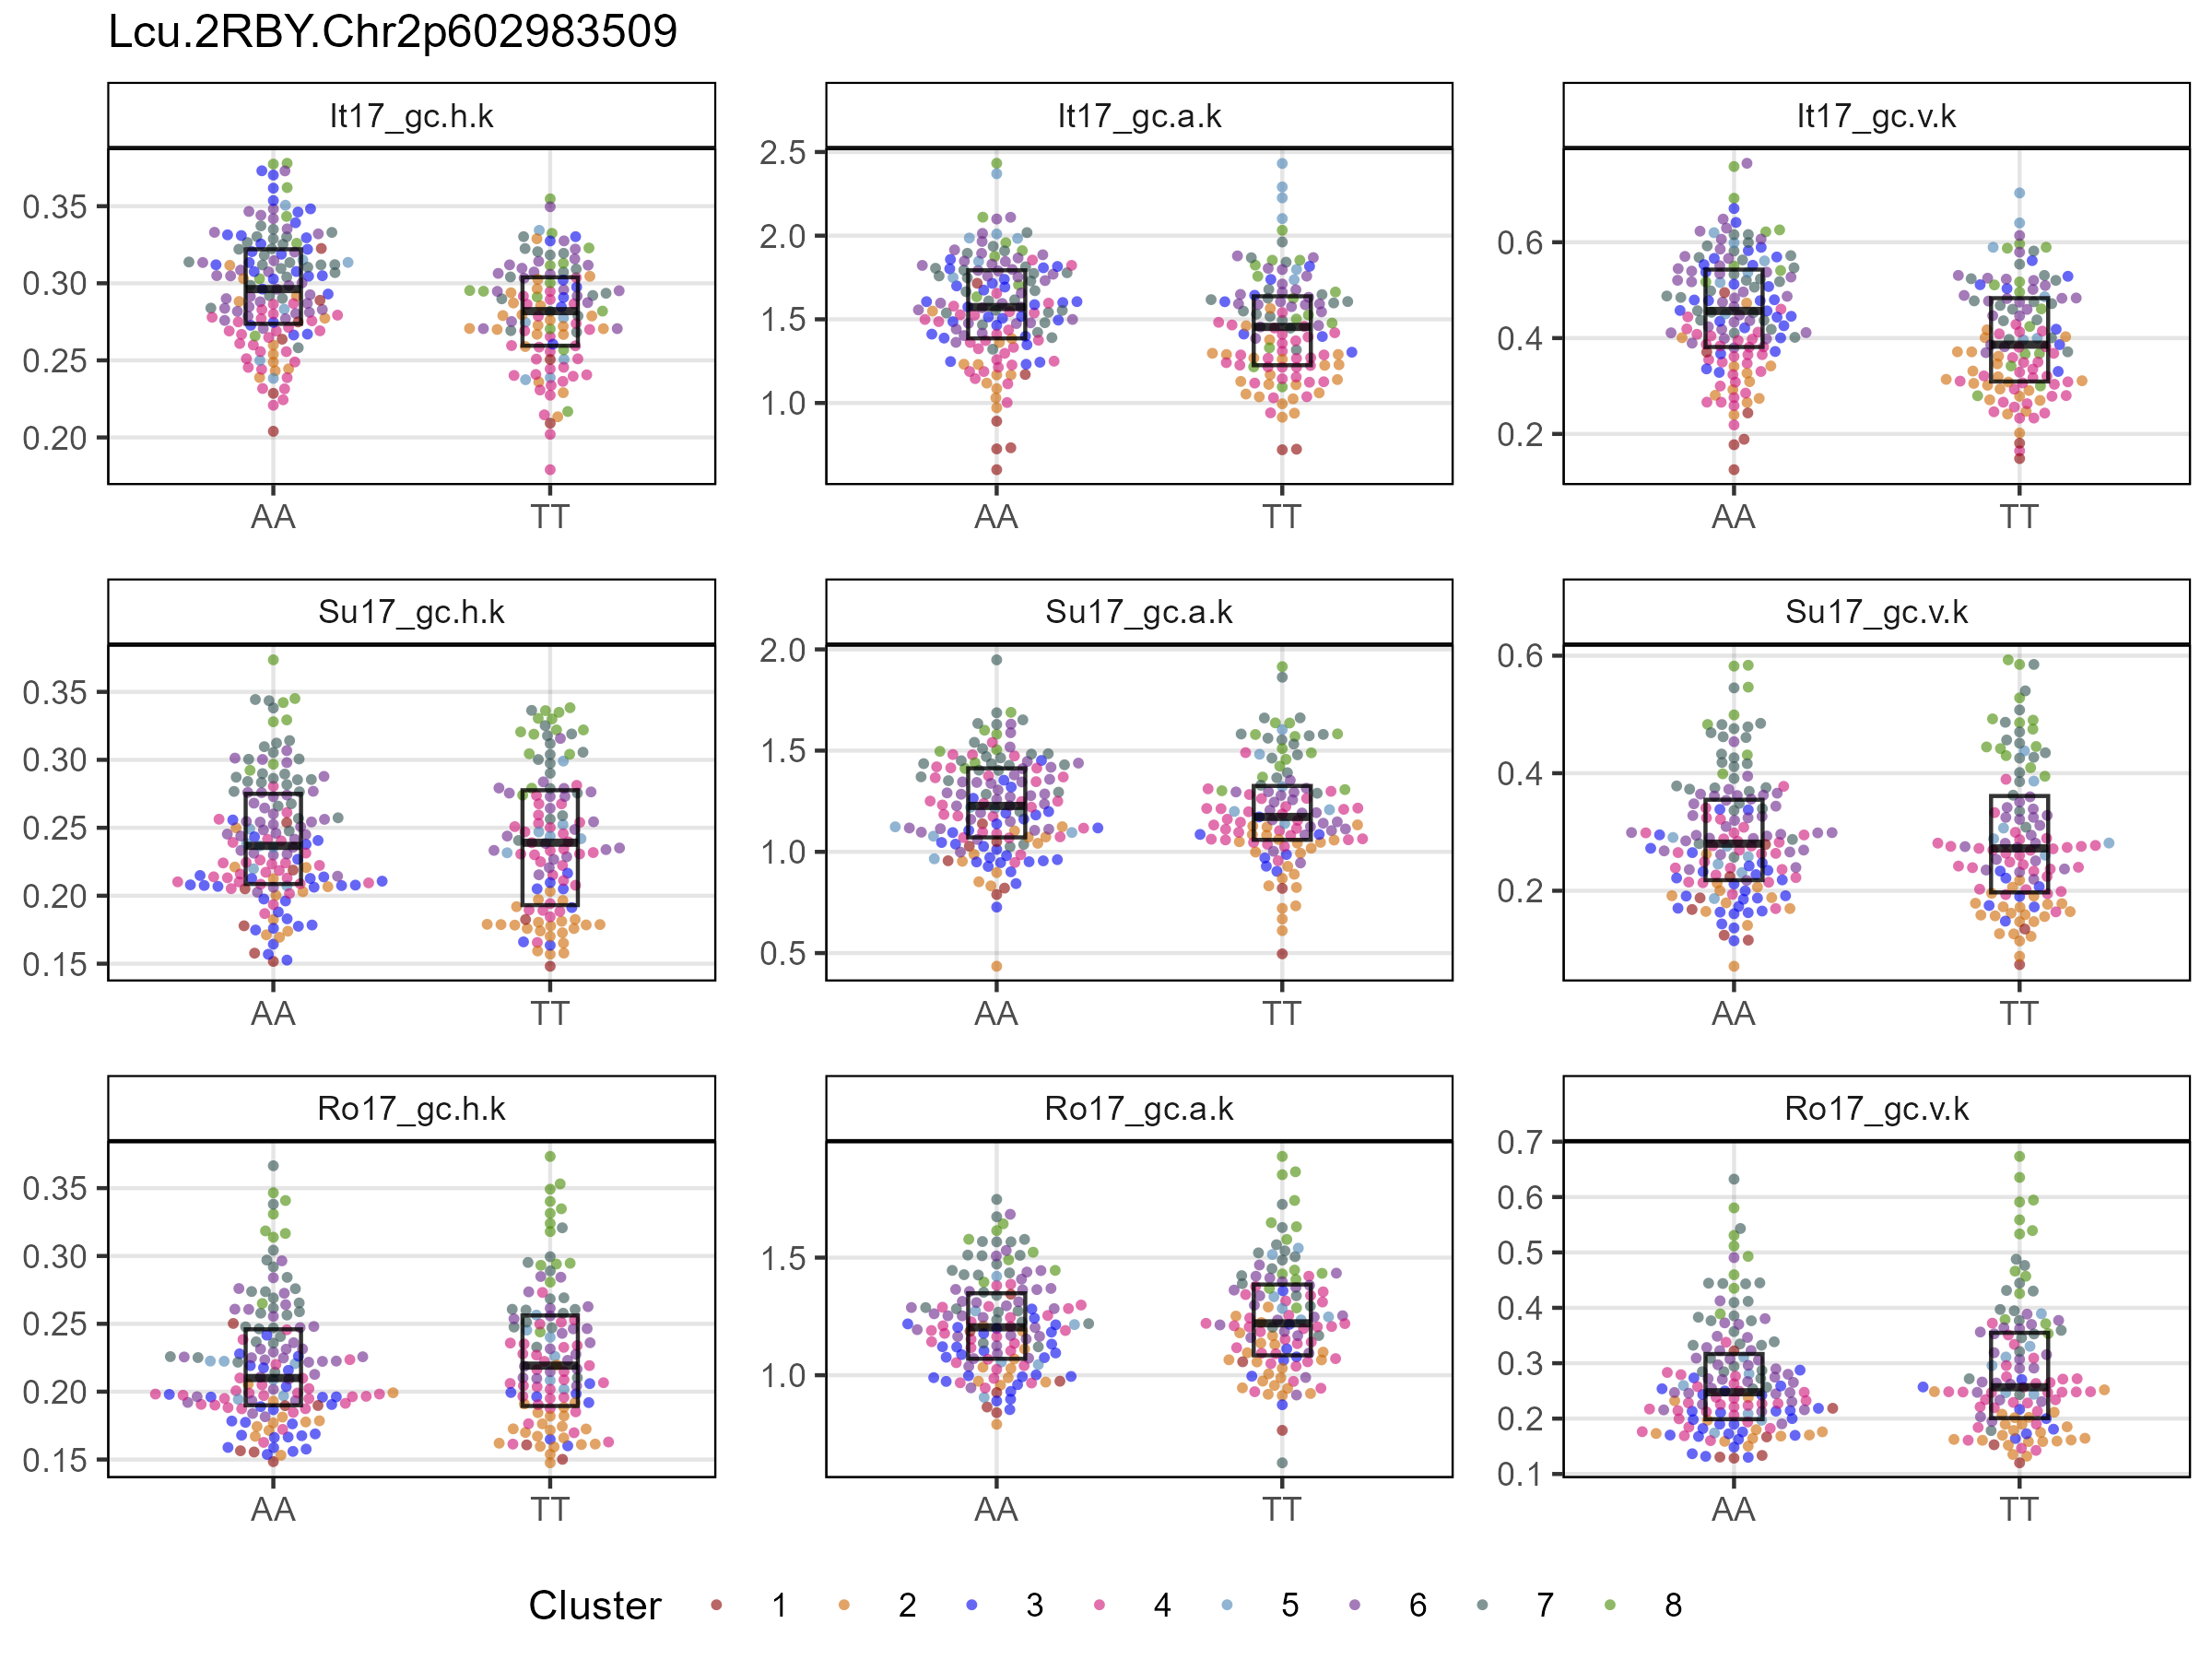 Lcu.2RBY.Chr2p602983509
It17_gc.h.k
It17_gc.a.k
It17_gc.v.k
0.35
0.30
0.25
0.20
AA TT
2.5
2.0
1.5
1.0
AA TT
0.6
0.4
0.2
AA TT
Su17_gc.h.k
Su17_gc.a.k
Su17_gc.v.k
0.35
0.30
0.25
0.20
0.15
AA TT
2.0
1.5
1.0
0.5
AA TT
0.6
0.4
0.2
AA TT
Ro17_gc.h.k
Ro17_gc.a.k
Ro17_gc.v.k
0.35
0.30
0.25
0.20
0.15
AA TT
1.5
1.0
AA TT
0.7
0.6
0.5
0.4
0.3
0.2
0.1
AA TT
Cluster 1 2 3 4 5 6 7 8